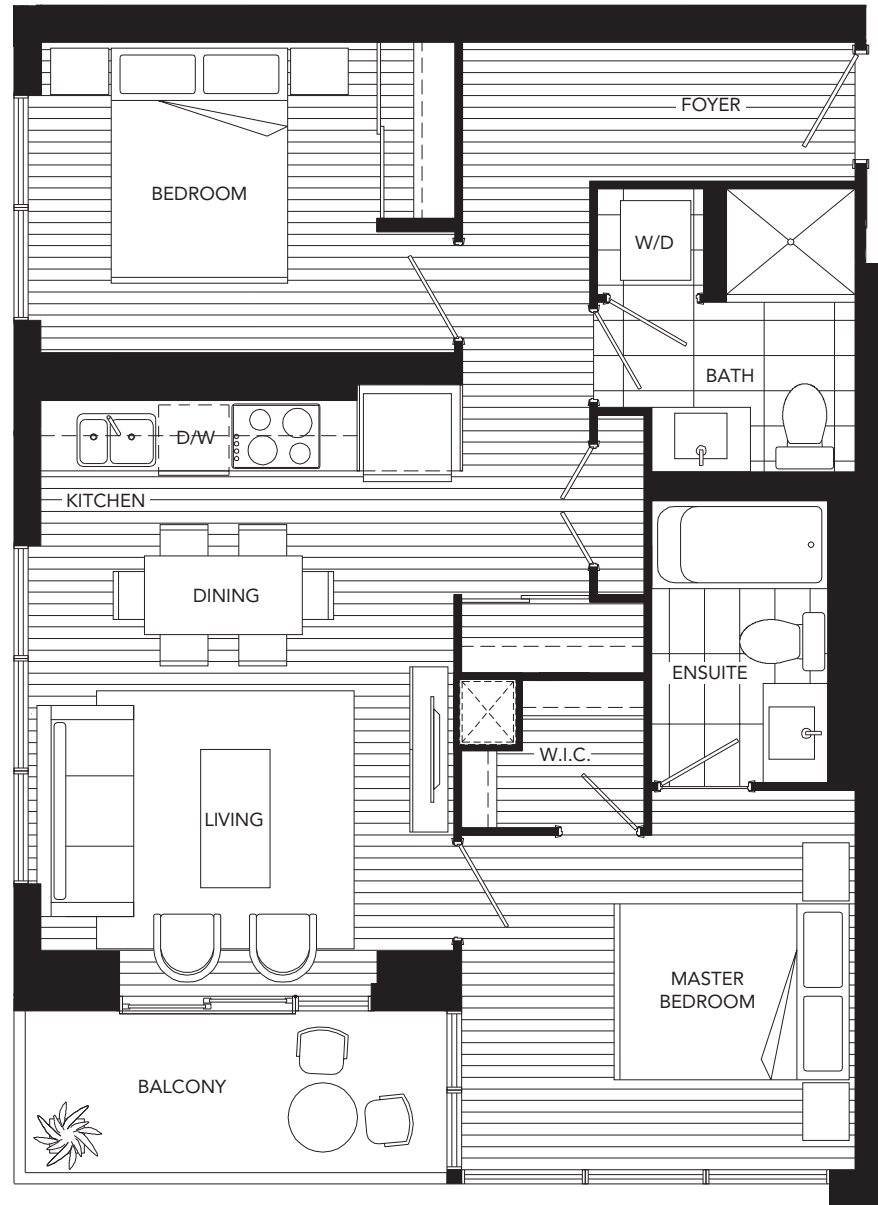 FOYER
BEDROOM
W/D
BATH
D/W
KITCHEN
DINING
ENSUITE
W.I.C.
LIVING
MASTER
BEDROOM
BALCONY